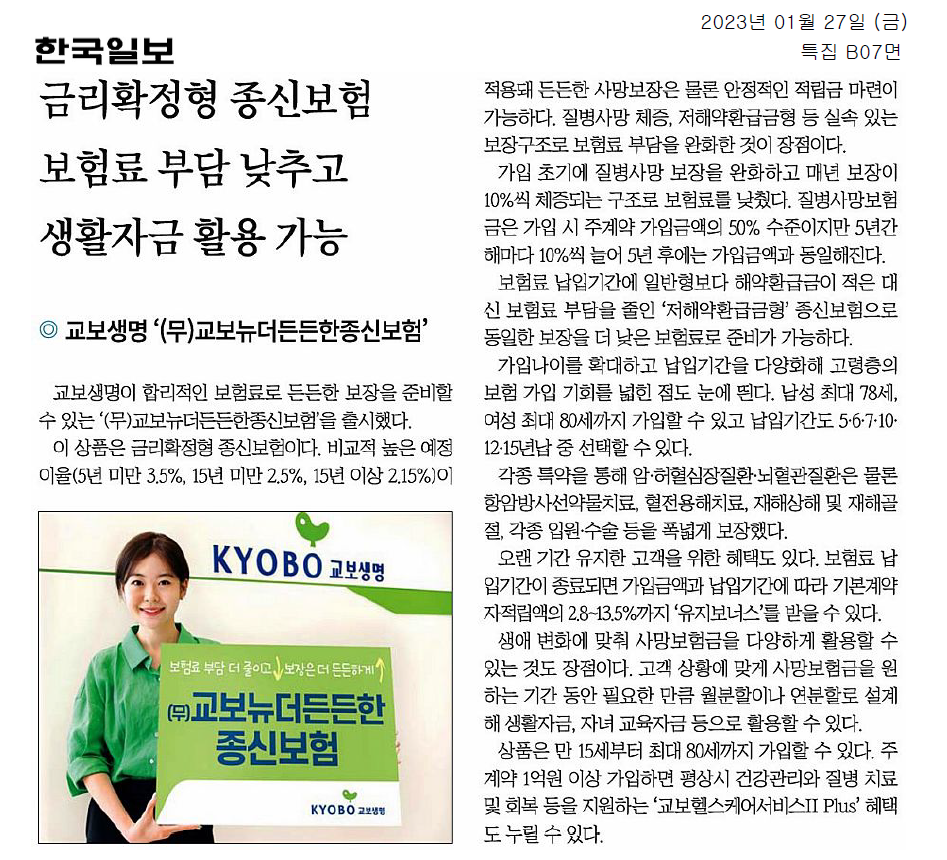 2023년 01월 27일 (금)
특집 B07면
한국일보
금리확정형 종신보험
보험료 부담 낮추고
생활자금 활용 가능
◎ 교보생명 ‘(무)교보뉴더든든한종신보험’
교보생명이 합리적인 보험료로 든든한 보장을 준비할
수 있는 ‘(무)교보뉴더든든한종신보험’을 출시했다.
이 상품은 금리확정형 종신보험이다. 비교적 높은 예정
이율(5년 미만 3.5%, 15년 미만 2.5%, 15년 이상 2.15%)이
KYOBO 교보생명
보험료 부담 더 줄이고↓보장은 더 든든하게↑
(무)교보뉴더든든한
종신보험
KYOBO 교보생명
적용돼 든든한 사망보장은 물론 안정적인 적립금 마련이
가능하다. 질병사망 체증, 저해약환급금형 등 실속 있는
보장구조로 보험료 부담을 완화한 것이 장점이다.
가입 초기에 질병사망 보장을 완화하고 매년 보장이
10%씩 체증되는 구조로 보험료를 낮췄다. 질병사망보험
금은 가입 시 주계약 가입금액의 50% 수준이지만 5년간
해마다 10%씩 늘어 5년 후에는 가입금액과 동일해진다.
보험료 납입기간에 일반형보다 해약환급금이 적은 대
신 보험료 부담을 줄인 ‘저해약환급금형’ 종신보험으로
동일한 보장을 더 낮은 보험료로 준비가 가능하다.
가입나이를 확대하고 납입기간을 다양화해 고령층의
보험 가입 기회를 넓힌 점도 눈에 띈다. 남성 최대 78세,
여성 최대 80세까지 가입할 수 있고 납입기간도 5·6·7·10·
12·15년납 중 선택할 수 있다.
각종 특약을 통해 암·허혈심장질환·뇌혈관질환은 물론
항암방사선약물치료, 혈전용해치료, 재해상해 및 재해골
절, 각종 입원·수술 등을 폭넓게 보장했다.
오랜 기간 유지한 고객을 위한 혜택도 있다. 보험료 납
입기간이 종료되면 가입금액과 납입기간에 따라 기본계약
자적립액의 2.8~13.5%까지 ‘유지보너스’를 받을 수 있다.
생애 변화에 맞춰 사망보험금을 다양하게 활용할 수
있는 것도 장점이다. 고객 상황에 맞게 사망보험금을 원
하는 기간 동안 필요한 만큼 월분할이나 연분할로 설계
해 생활자금, 자녀 교육자금 등으로 활용할 수 있다.
상품은 만 15세부터 최대 80세까지 가입할 수 있다. 주
계약 1억원 이상 가입하면 평상시 건강관리와 질병 치료
및 회복 등을 지원하는 ‘교보헬스케어서비스II Plus’ 혜택
도 누릴 수 있다.